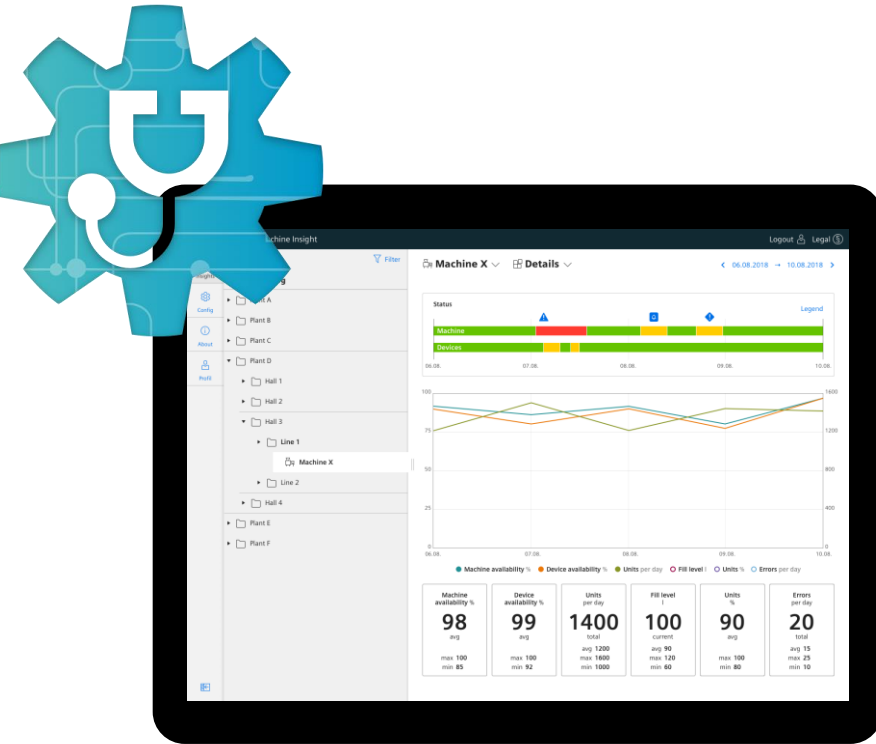 Machine Insight
Logout Legal
Insights
Config
About
Profil
Filter
Plant A
Plant B
Plant C
Plant D
Hall 1
Hall 2
Hall 3
Line 1
Machine X
Line 2
Hall 4
Plant E
Plant F
Machine X Details
06.08.2018 → 10.08.2018
Status
Legend
Machine
Devices
06.08. 07.08. 08.08. 09.08. 10.08.
100 1600
75 1200
50 800
25 400
0 0
06.08. 07.08. 08.08. 09.08. 10.08.
Machine availability % Device availability % Units per day Fill level l Units % Errors per day
Machine
availability %
98
avg
max 100
min 85
Device
availability %
99
avg
max 100
min 92
Units
per day
1400
total
avg 1200
max 1600
min 1000
Fill level
l
100
current
avg 90
max 120
min 60
Units
%
90
avg
max 100
min 80
Errors
per day
20
total
avg 15
max 25
min 10